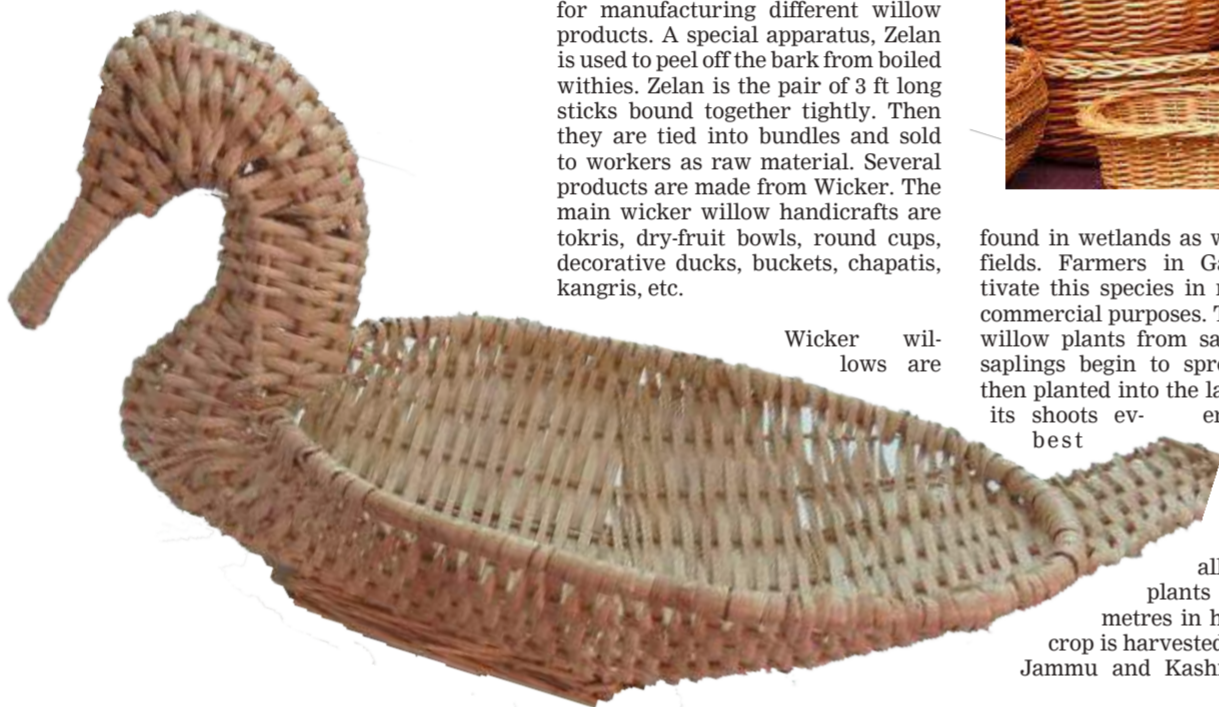 for manufacturing different willow
products. A special apparatus, Zelan
is used to peel off the bark from boiled
withies. Zelan is the pair of 3 ft long
sticks bound together tightly. Then
they are tied into bundles and sold
to workers as raw material. Several
products are made from Wicker. The
main wicker willow handicrafts are
tokris, dry-fruit bowls, round cups,
decorative ducks, buckets, chapatis,
kangris, etc.
Wicker wil-
lows are
found in wetlands as
fields. Farmers in
tivate this species in
commercial purposes.
willow plants from
saplings begin to
then planted into the
its shoots ev-
best
plants
metres in
crop is harvested
Jammu and